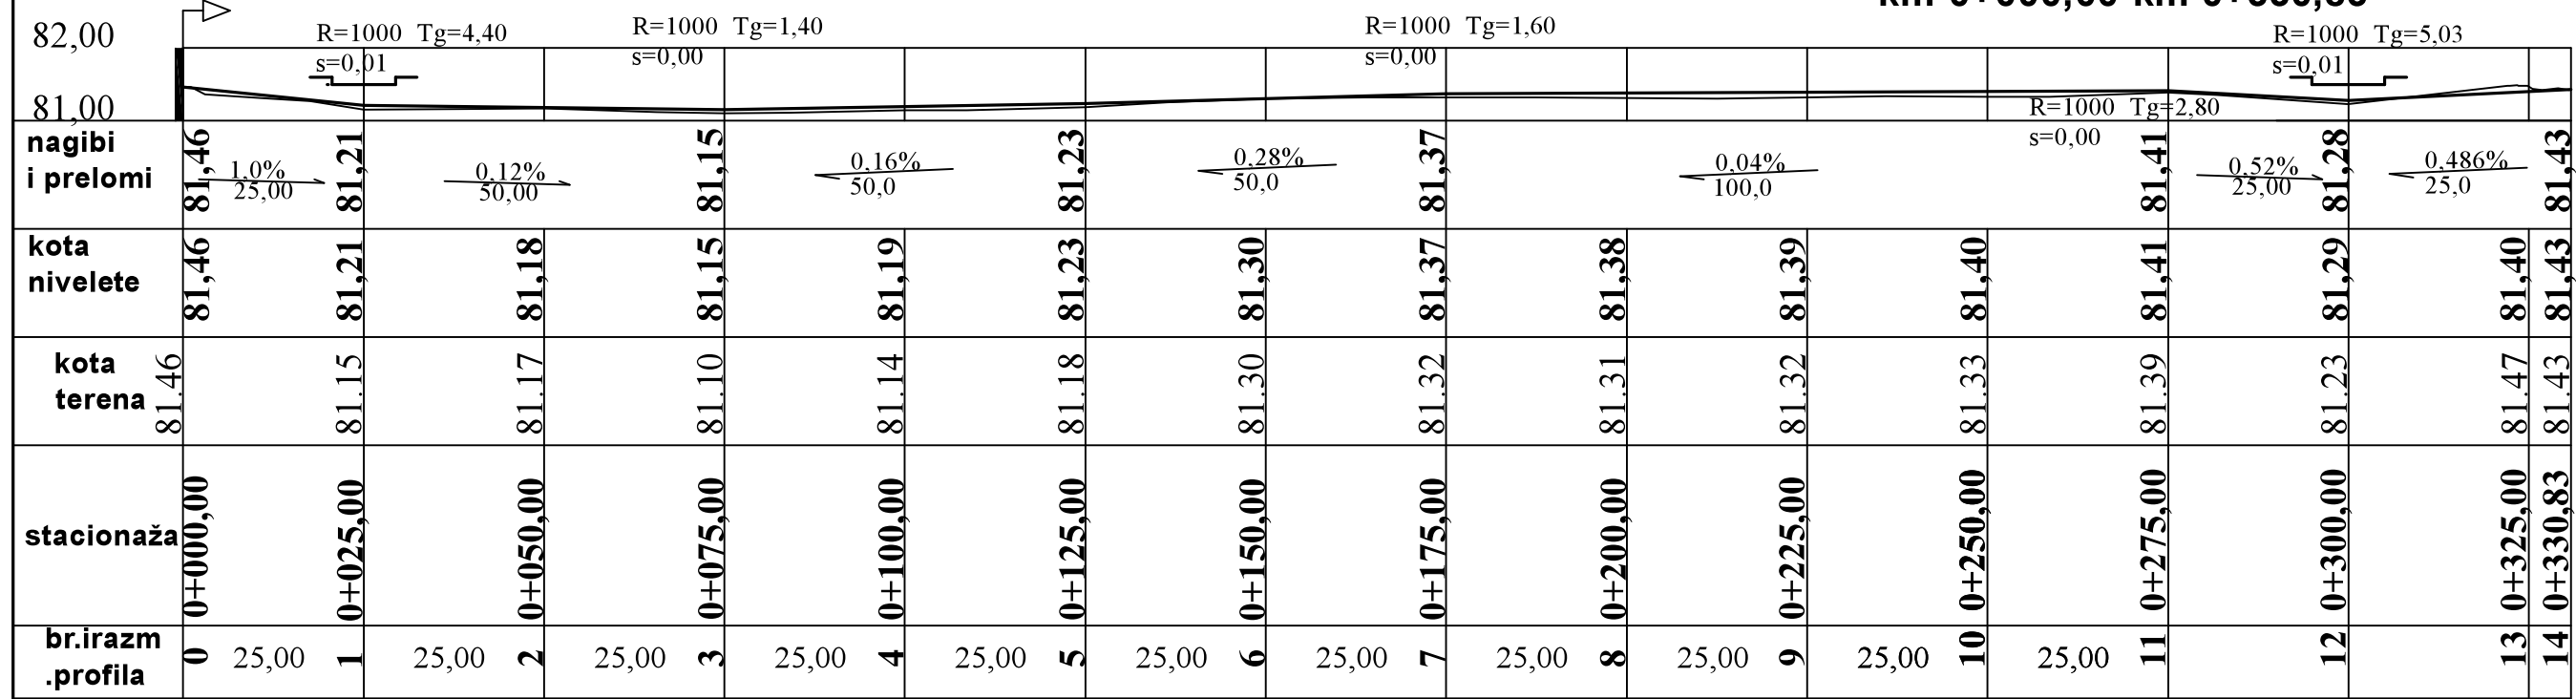 82,00
81,00
R=1000 Tg=4,40
s=0,01
R=1000 Tg=1,40
s=0,00
R=1000 Tg=1,60
s=0,00
R=1000 Tg=5,03
s=0,01
R=1000 Tg=2,80
s=0,00
nagibi
i prelomi
81,46
1,0%
25,00
81,21
0,12%
50,00
81,15
0,16%
50,0
81,23
0,28%
50,0
81,37
0,04%
100,0
81,41
0,52%
25,00
81,28
0,486%
25,0
81,43
kota
nivelete
81,46 81,21 81,18 81,15 81,19 81,23 81,30 81,37 81,38 81,39 81,40 81,41 81,29 81,40 81,43
kota
terena
81.46 81.15 81.17 81.10 81.14 81.18 81.30 81.32 81.31 81.32 81.33 81.39 81.23 81.47 81.43
stacionaža
0+000,00 0+025,00 0+050,00 0+075,00 0+100,00 0+125,00 0+150,00 0+175,00 0+200,00 0+225,00 0+250,00 0+275,00 0+300,00 0+325,00 0+330,83
br.irazm
.profila
0 25,00 1 25,00 2 25,00 3 25,00 4 25,00 5 25,00 6 25,00 7 25,00 8 25,00 9 25,00 10 25,00 11 12 13 14